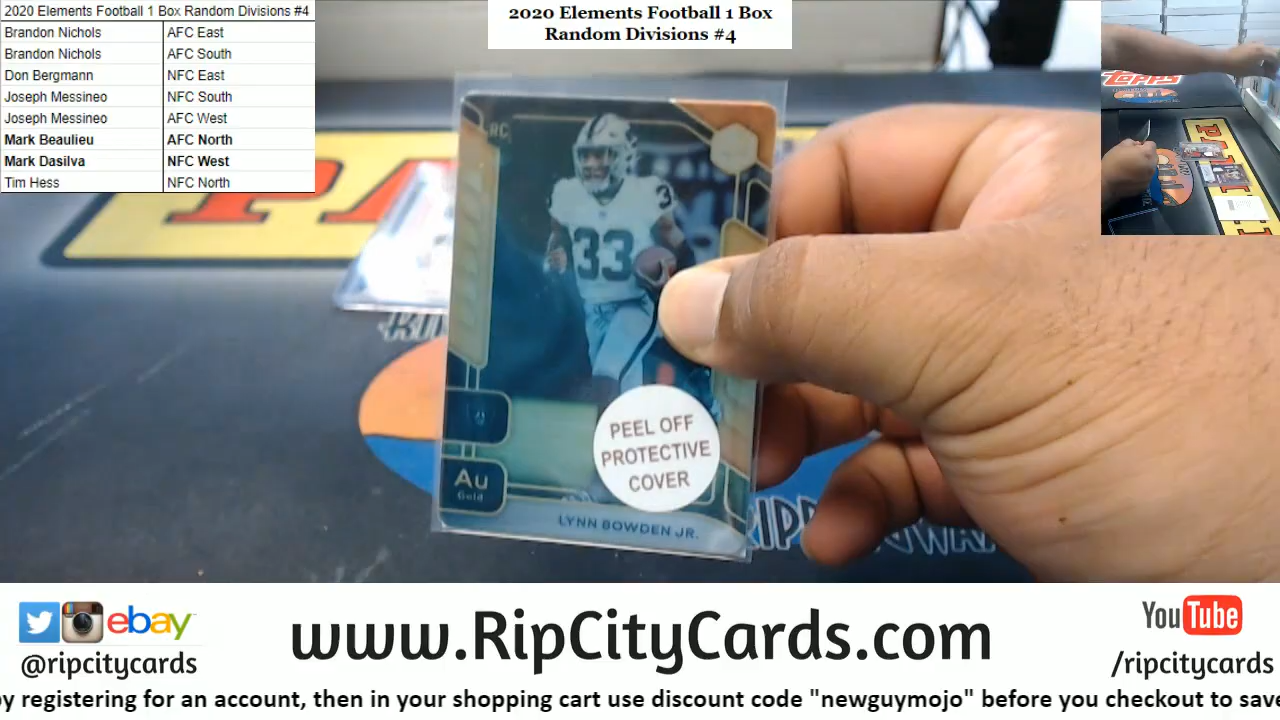 2020 Elements Football 1 Box Random Divisions #4
Brandon Nichols AFC East
Brandon Nichols AFC South
Don Bergmann NFC East
Joseph Messineo NFC South
Joseph Messineo AFC West
Mark Beaulieu AFC North
Mark Dasilva NFC West
Tim Hess NFC North
2020 Elements Football 1 Box
Random Divisions #4
TOPPS
RC
33
PEEL OFF
PROTECTIVE
COVER
Au
Gold
LYNN BOWDEN JR.
ebay
@ripcitycards
www.RipCityCards.com
YouTube
/ripcitycards
by registering for an account, then in your shopping cart use discount code "newguymojo" before you checkout to save